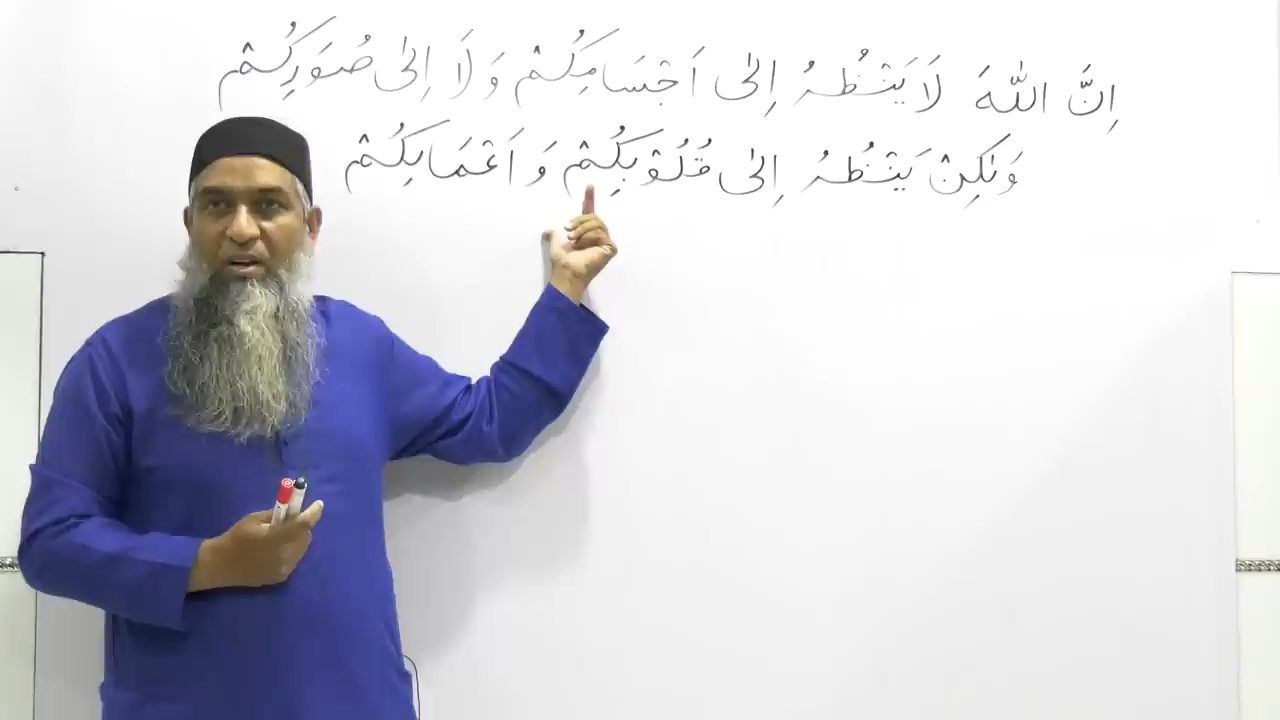 اِنَّ اللّٰهَ لَا يَنْظُرُ اِلٰى اَجْسَامِكُمْ وَلَا اِلٰى صُوَرِكُمْ
وَلٰكِنْ يَنْظُرُ اِلٰى قُلُوْبِكُمْ وَ اَعْمَالِكُمْ